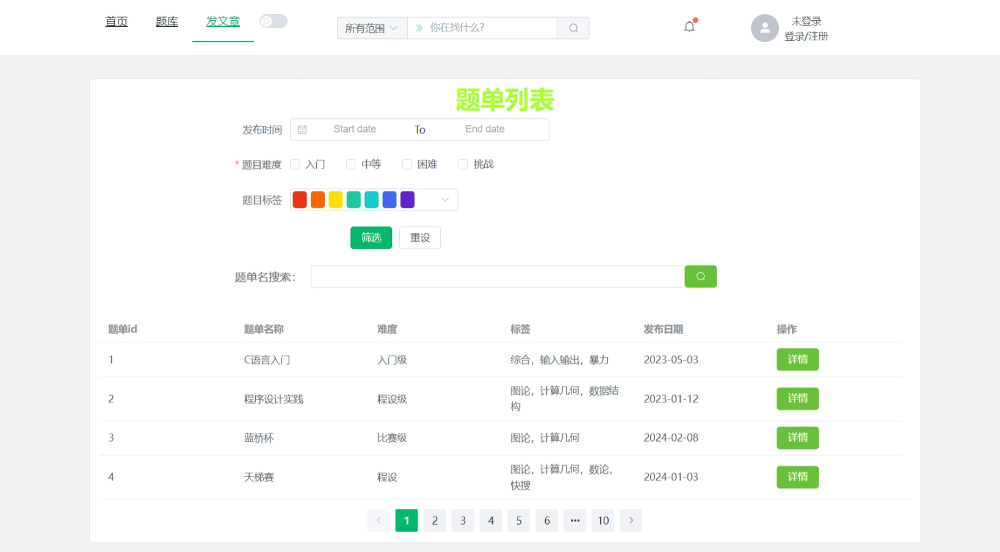 首页 题库 发文章 所有范围 你在找什么? 未登录
登录/注册
题单列表
发布时间 Start date To End date
* 题目难度 入门 中等 困难 挑战
题目标签
筛选 重设
题单名搜索：
题单id 题单名称 难度 标签 发布日期 操作
1 C语言入门 入门级 综合，输入输出，暴力 2023-05-03 详情
2 程序设计实践 程设级 图论，计算几何，数据结 2023-01-12 详情
构
3 蓝桥杯 比赛级 图论，计算几何 2024-02-08 详情
4 天梯赛 程设 图论，计算几何，数论， 2024-01-03 详情
快搜
1 2 3 4 5 6 ••• 10